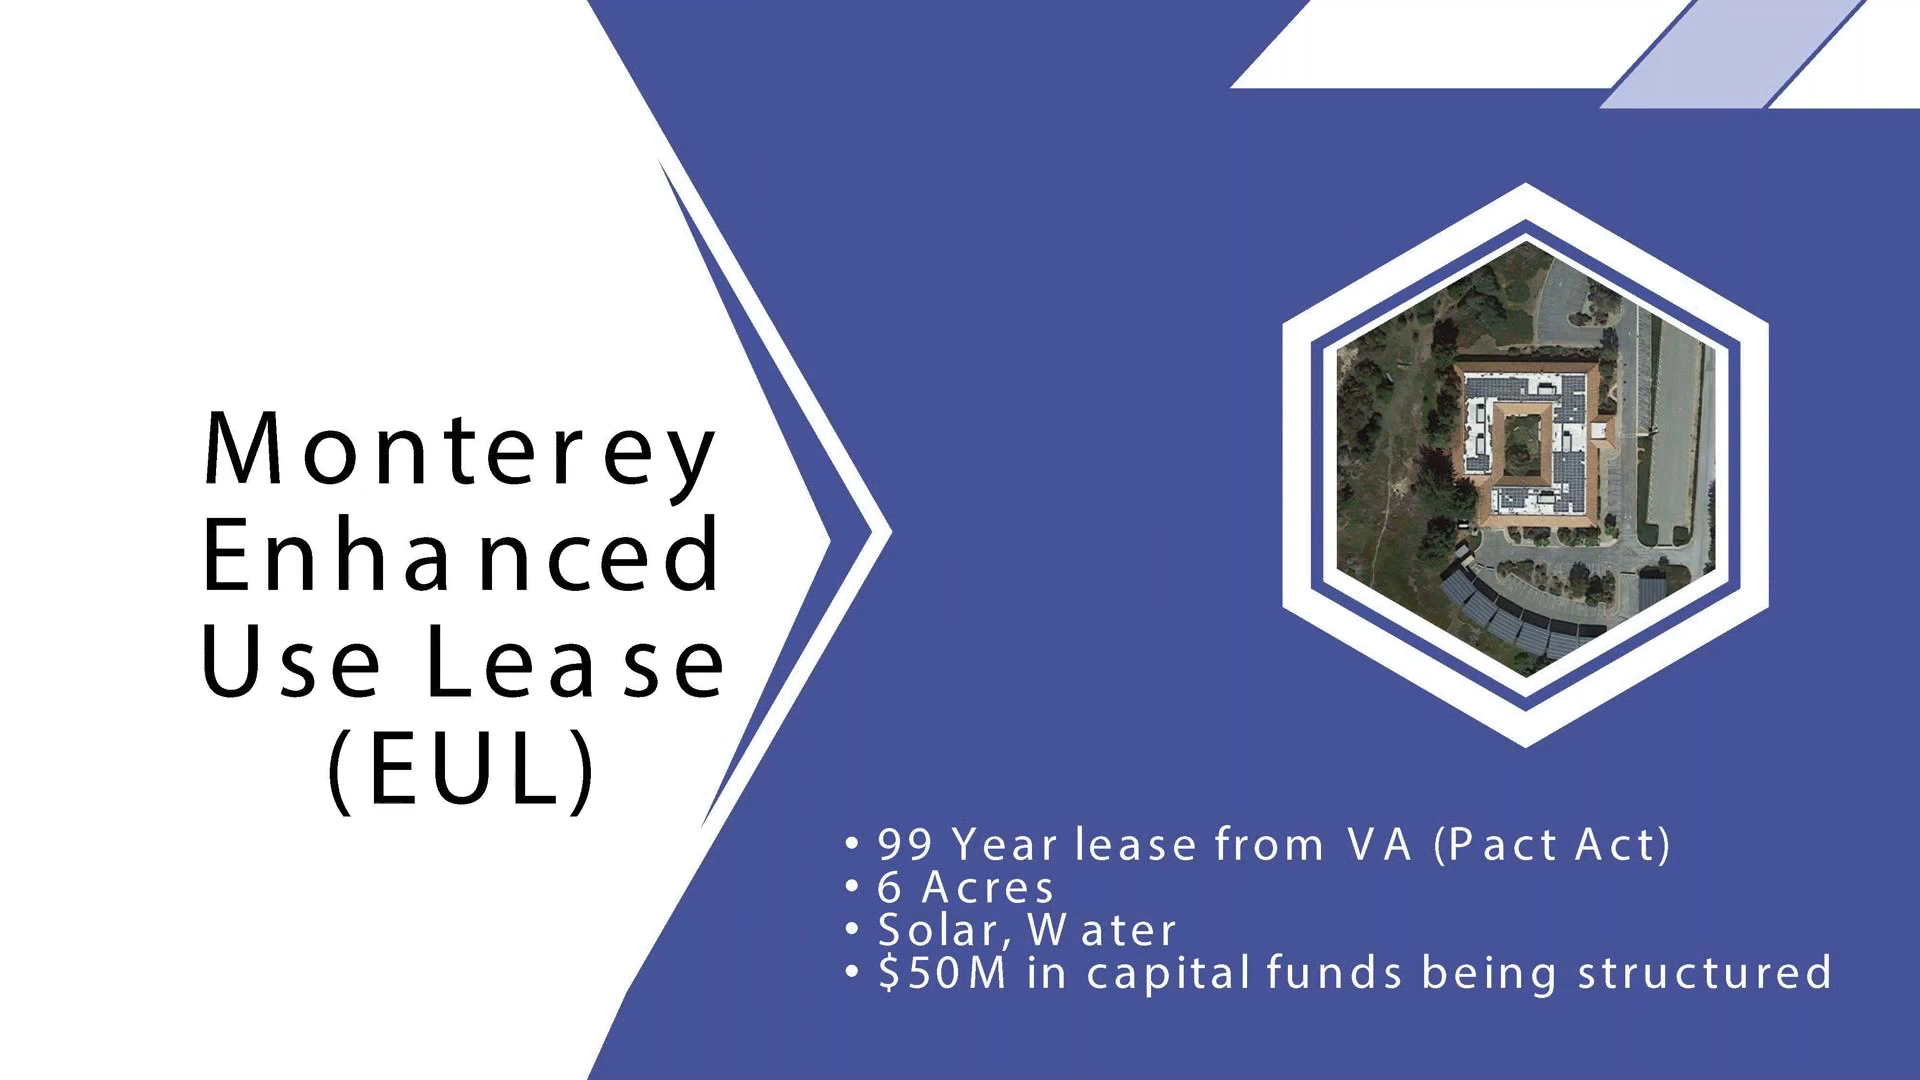 Monterey
Enhanced
Use Lease
(EUL)
• 99 Year lease from VA (Pact Act)
• 6 Acres
• Solar, Water
• $50M in capital funds being structured